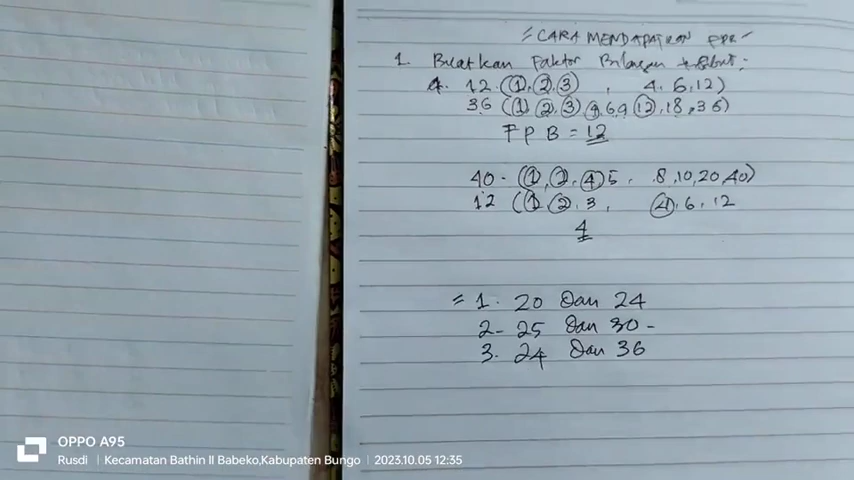 = CARA MENDAPATKAN FPB =
1. Buatkan Faktor Bilangan tersebut :
12 (1, 2, 3, 4, 6, 12)
36 (1, 2, 3, 4, 6, 9, 12, 18, 36)
FPB = 12
40 - (1, 2, 4, 5, 8, 10, 20, 40)
12 (1, 2, 3, 4, 6, 12
4
= 1. 20 dan 24
2- 25 dan 30 -
3. 24 dan 36
OPPO A95
Rusdi | Kecamatan Bathin II Babeko,Kabupaten Bungo | 2023.10.05 12:35